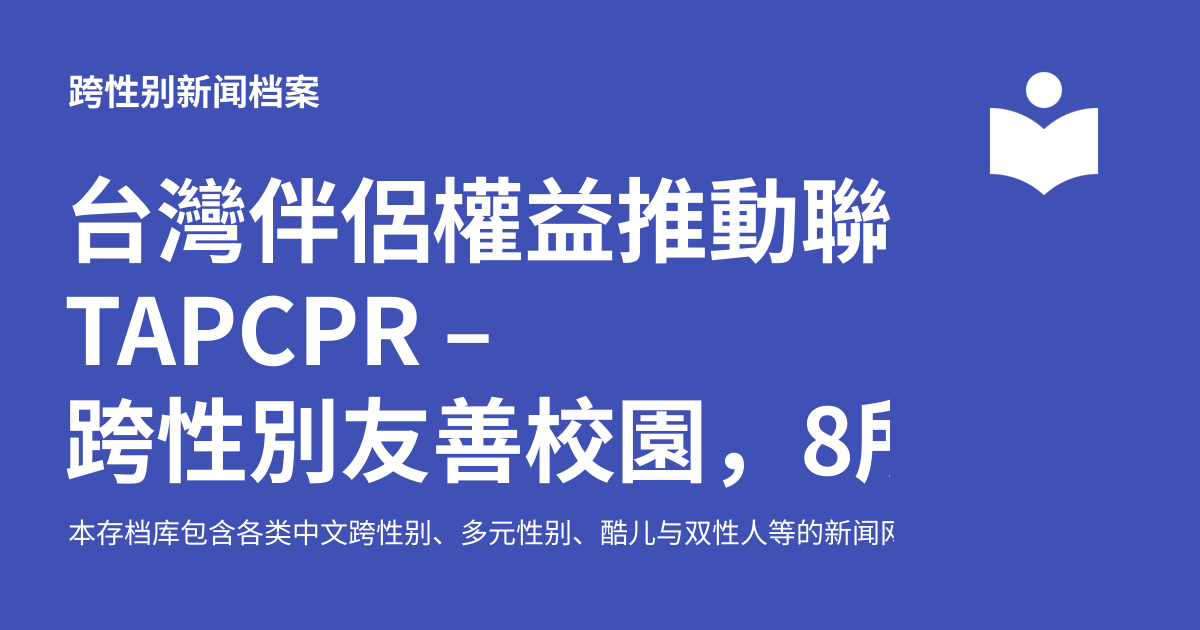 跨性别新闻档案
台灣伴侶權益推動聯
TAPCPR –
跨性別友善校園，8
本存档库包含各类中文跨性别、多元性别、酷儿与双性人等的新闻